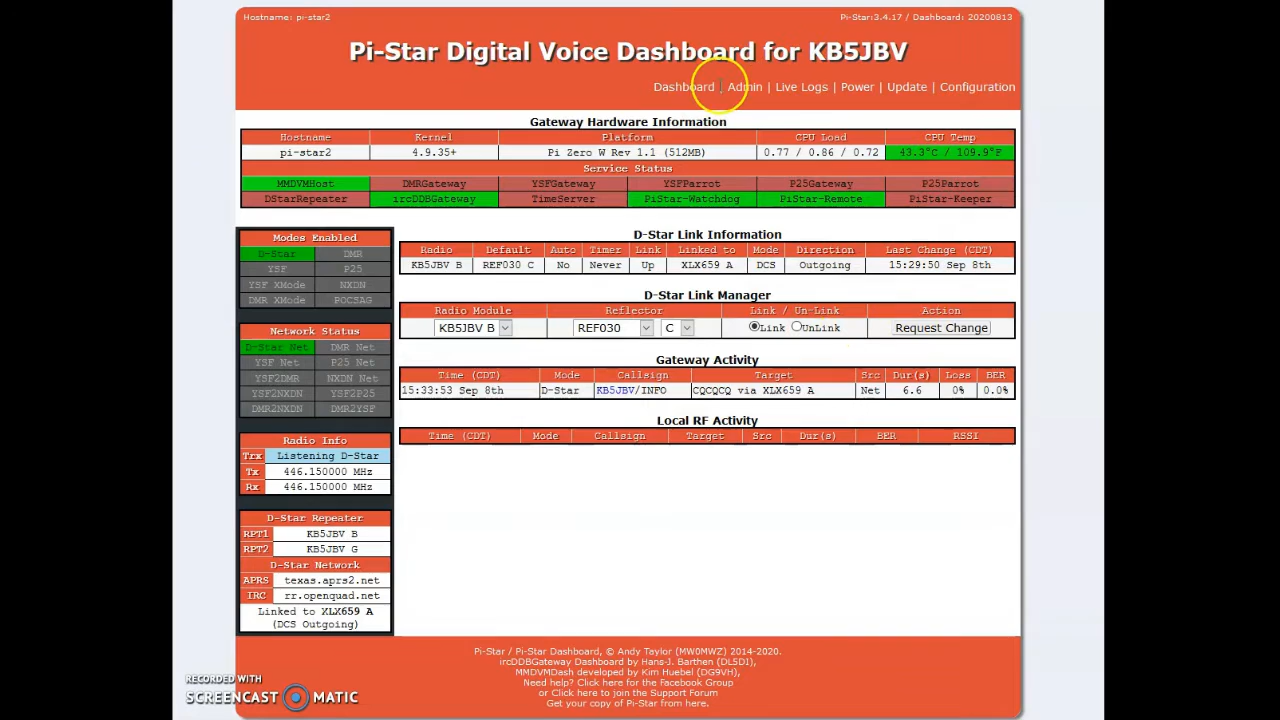 Hostname: pi-star2
Pi-Star:3.4.17 / Dashboard: 20200813
Pi-Star Digital Voice Dashboard for KB5JBV
Dashboard | Admin | Live Logs | Power | Update | Configuration
Gateway Hardware Information
Hostname Kernel Platform CPU Load CPU Temp
pi-star2 4.9.35+ Pi Zero W Rev 1.1 (512MB) 0.77 / 0.86 / 0.72 43.3°C / 109.9°F
Service Status
MMDVMHost DMRGateway YSFGateway YSFParrot P25Gateway P25Parrot
DStarRepeater ircDDBGateway TimeServer PiStar-Watchdog PiStar-Remote PiStar-Keeper
Modes Enabled
D-Star DMR
YSF P25
YSF XMode NXDN
DMR XMode POCSAG
Network Status
D-Star Net DMR Net
YSF Net P25 Net
YSF2DMR NXDN Net
YSF2NXDN YSF2P25
DMR2NXDN DMR2YSF
Radio Info
Trx Listening D-Star
Tx 446.150000 MHz
Rx 446.150000 MHz
D-Star Repeater
RPT1 KB5JBV B
RPT2 KB5JBV G
D-Star Network
APRS texas.aprs2.net
IRC rr.openquad.net
Linked to XLX659 A
(DCS Outgoing)
D-Star Link Information
Radio Default Auto Timer Link Linked to Mode Direction Last Change (CDT)
KB5JBV B REF030 C No Never Up XLX659 A DCS Outgoing 15:29:50 Sep 8th
D-Star Link Manager
Radio Module Reflector Link / Un-Link Action
KB5JBV B REF030 C Link UnLink Request Change
Gateway Activity
Time (CDT) Mode Callsign Target Src Dur(s) Loss BER
15:33:53 Sep 8th D-Star KB5JBV/INFO CQCQCQ via XLX659 A Net 6.6 0% 0.0%
Local RF Activity
Time (CDT) Mode Callsign Target Src Dur(s) BER RSSI
Pi-Star / Pi-Star Dashboard, © Andy Taylor (MW0MWZ) 2014-2020.
ircDDBGateway Dashboard by Hans-J. Barthen (DL5DI),
MMDVMDash developed by Kim Huebel (DG9VH),
Need help? Click here for the Facebook Group
or Click here to join the Support Forum
Get your copy of Pi-Star from here.
RECORDED WITH
SCREENCAST MATIC